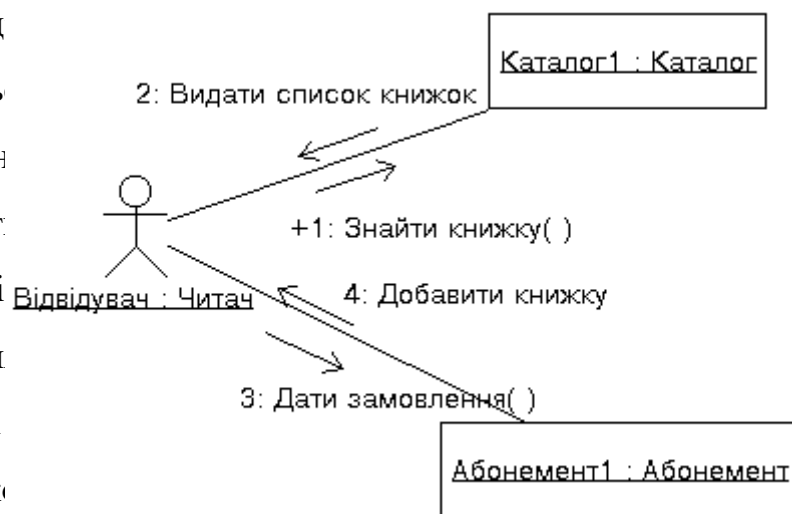 Каталог1 : Каталог
2: Видати список книжок
+1: Знайти книжку( )
Відвідувач : Читач
4: Добавити книжку
3: Дати замовлення( )
Абонемент1 : Абонемент